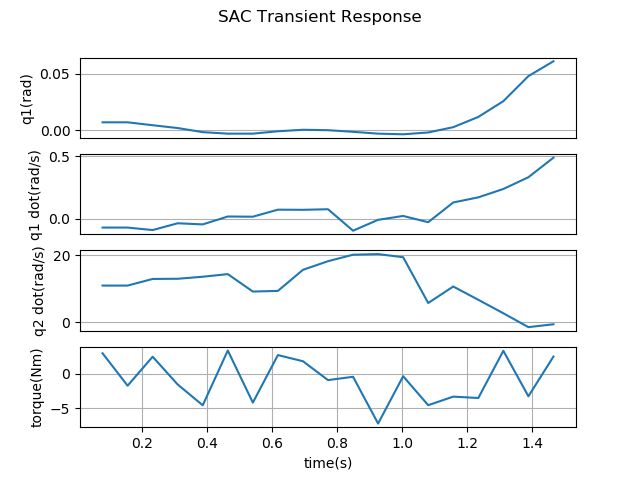 SAC Transient Response
q1(rad)
0.05
0.00
q1 dot(rad/s)
0.5
0.0
q2 dot(rad/s)
20
0
torque(Nm)
0
−5
0.2 0.4 0.6 0.8 1.0 1.2 1.4
time(s)